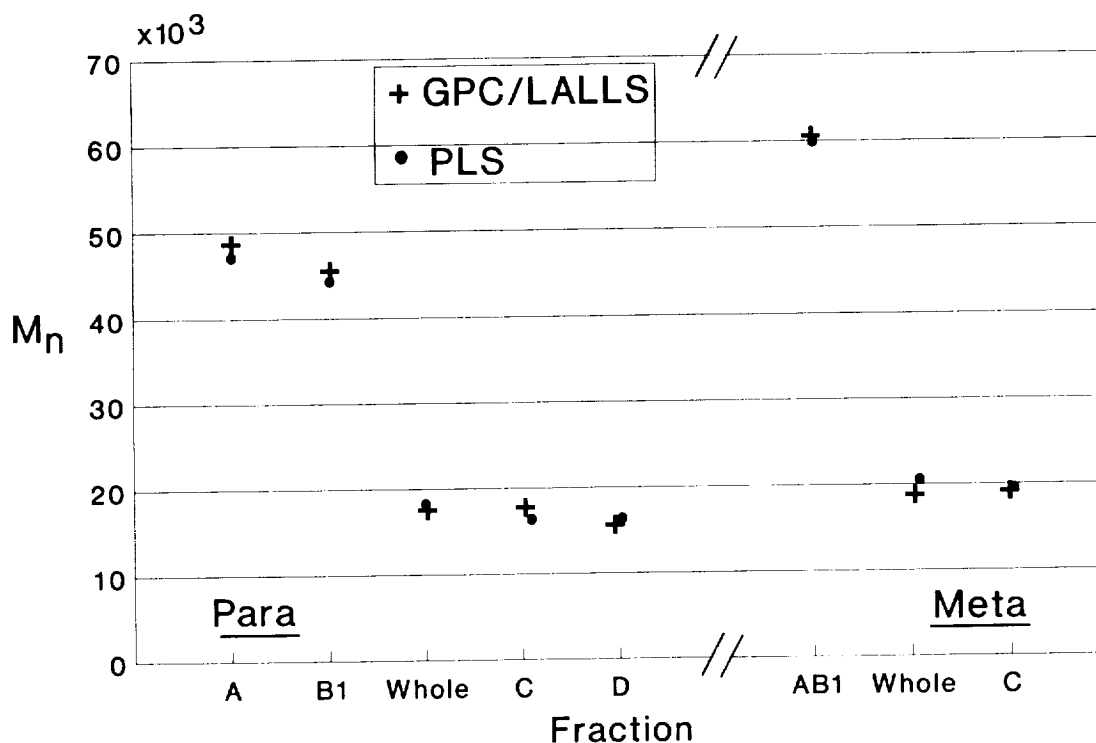 x10³
70
60
50
40
30
20
10
0
Mn
+ GPC/LALLS
● PLS
Para
Meta
A B1 Whole C D AB1 Whole C
Fraction